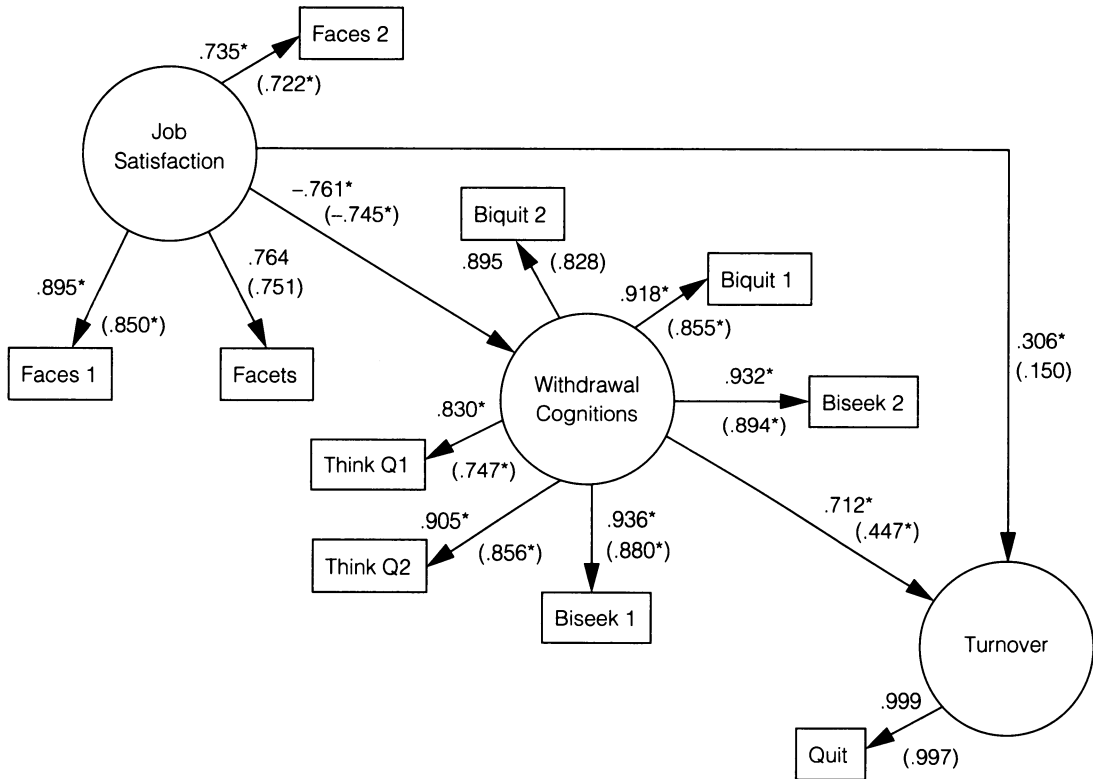 Faces 2
.735*
(.722*)
Job
Satisfaction
-.761*
(-.745*)
Biquit 2
.895
(.828)
.764
(.751)
.895*
(.850*)
Biquit 1
.918*
(.855*)
Faces 1
Facets
.306*
(.150)
Withdrawal
Cognitions
.932*
(.894*)
Biseek 2
.830*
(.747*)
Think Q1
.905*
(.856*)
.936*
(.880*)
.712*
(.447*)
Think Q2
Biseek 1
Turnover
.999
(.997)
Quit